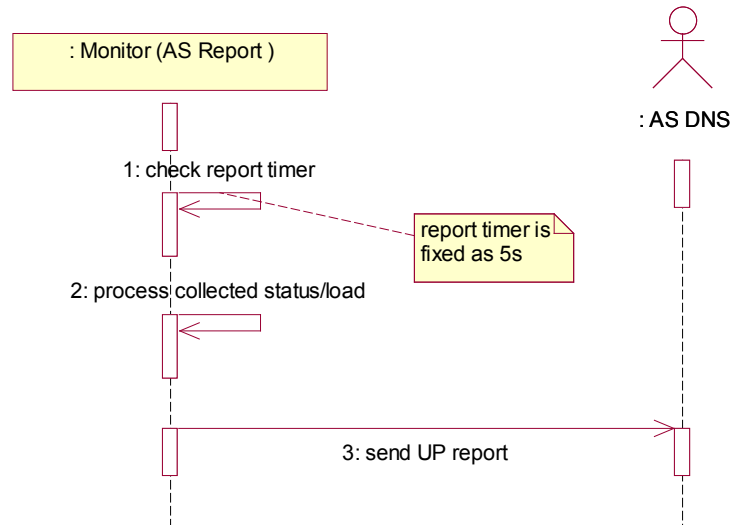 : Monitor (AS Report )
: AS DNS
1: check report timer
report timer is
fixed as 5s
2: process collected status/load
3: send UP report